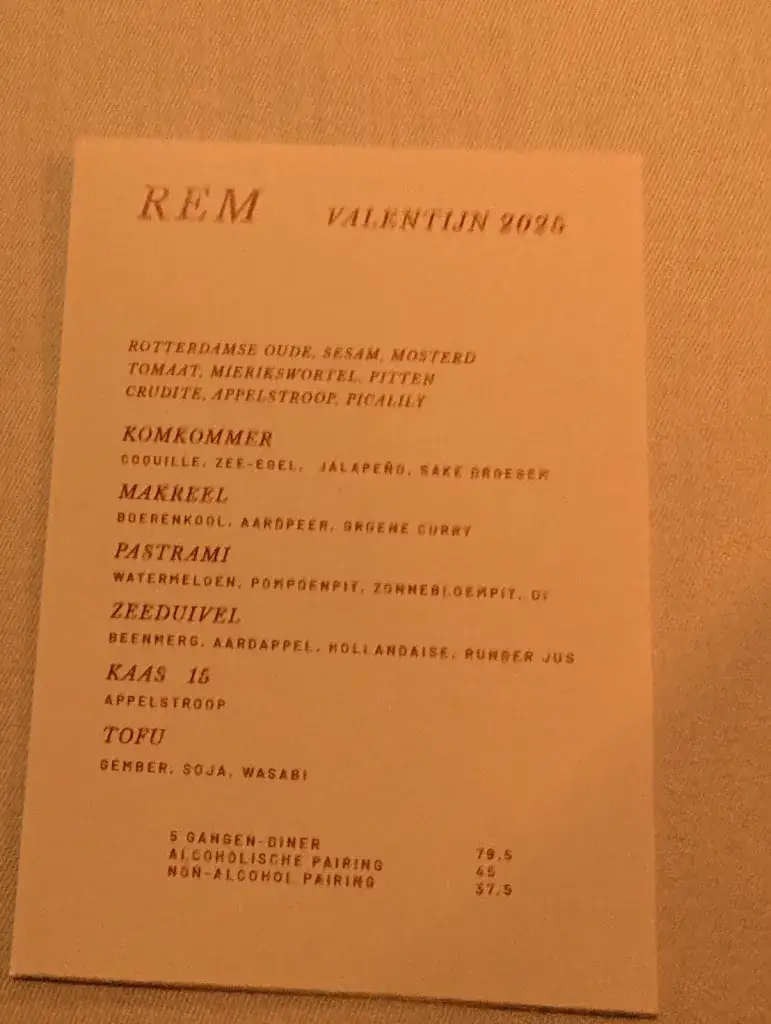 REM
VALENTIJN 2025
ROTTERDAMSE OUDE, SESAM, MOSTERD
TOMAAT, MIERIKSWORTEL, PITTEN
CRUDITE, APPELSTROOP, PICALILY
KOMKOMMER
COQUILLE, ZEE-EGEL, JALAPEÑO, SAKE DROESEM
MAKREEL
BOERENKOOL, AARDPEER, GROENE CURRY
PASTRAMI
WATERMELOEN, POMPOENPIT, ZONNEBLOEMPIT,
ZEEDUIVEL
BEENMERG, AARDAPPEL, HOLLANDAISE, RUNDER JUS
KAAS 15
APPELSTROOP
TOFU
GEMBER, SOJA, WASABI
5 GANGEN-DINER 79.5
ALCOHOLISCHE PAIRING 45
NON-ALCOHOL PAIRING 37.5